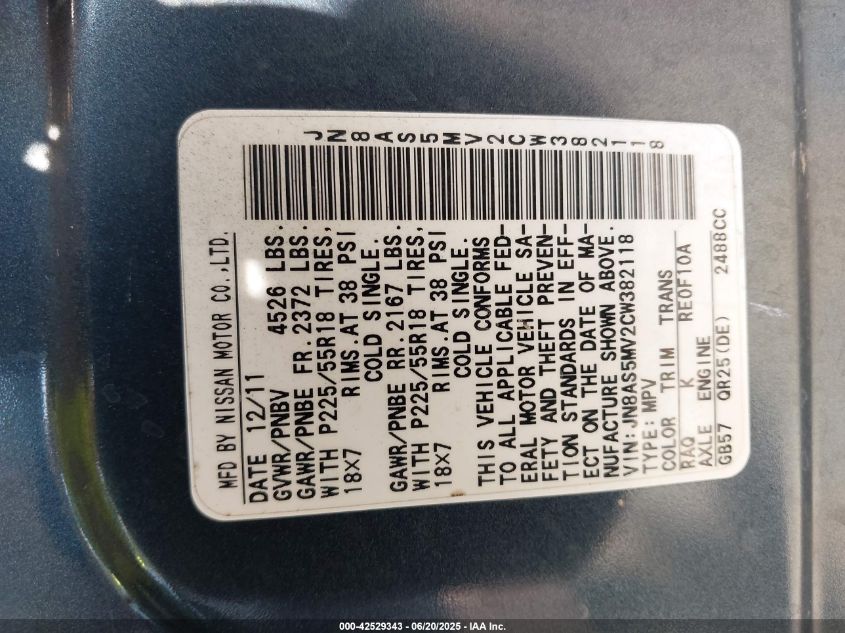 JN8AS5MV2CW382118
MFD BY NISSAN MOTOR CO.,LTD.
DATE 12/11
GVWR/PNBV 4526 LBS.
GAWR/PNBE FR.2372 LBS.
WITH P225/55R18 TIRES,
18X7 RIMS.AT 38 PSI
COLD SINGLE.
GAWR/PNBE RR.2167 LBS.
WITH P225/55R18 TIRES,
18X7 RIMS.AT 38 PSI
COLD SINGLE.
THIS VEHICLE CONFORMS
TO ALL APPLICABLE FED-
ERAL MOTOR VEHICLE SA-
FETY AND THEFT PREVEN-
TION STANDARDS IN EFF-
ECT ON THE DATE OF MA-
NUFACTURE SHOWN ABOVE.
VIN:JN8AS5MV2CW382118
TYPE:MPV
COLOR TRIM TRANS
RAQ K RE0F10A
AXLE ENGINE
GB57 QR25(DE) 2488CC
000-42529343 - 06/20/2025 - IAA Inc.